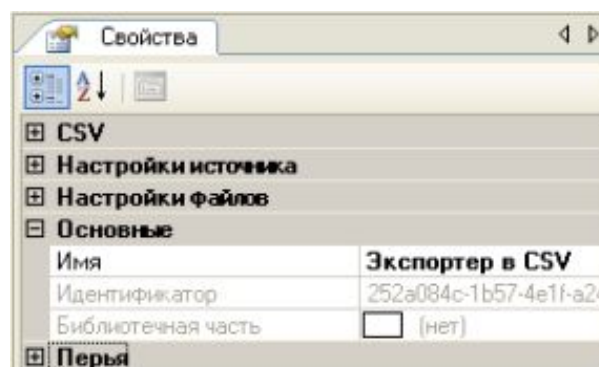 Свойства
CSV
Настройки источника
Настройки файлов
Основные
Имя Экспортер в CSV
Идентификатор 252a084c-1b57-4e1f-a2
Библиотечная часть (нет)
Перья